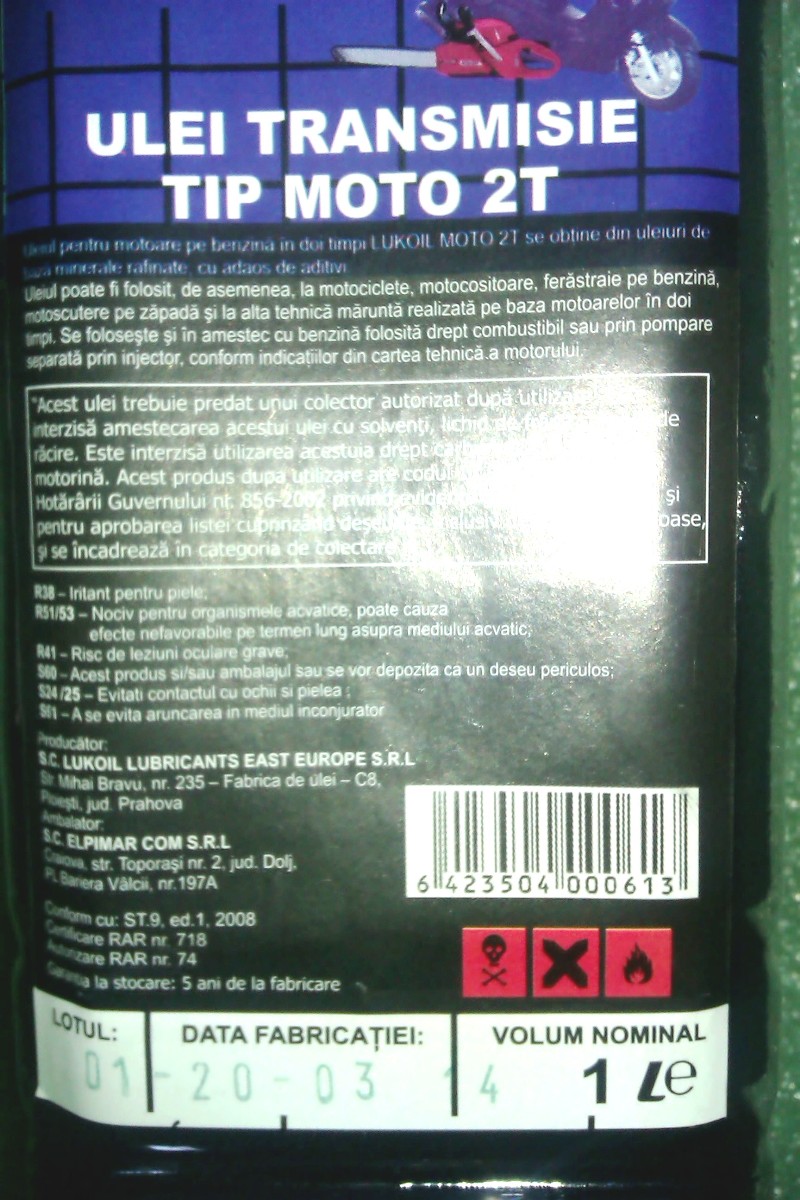 ULEI TRANSMISIE
TIP MOTO 2T
Uleiul pentru motoare pe benzină în doi timpi LUKOIL MOTO 2T se obține din uleiuri de
bază minerale rafinate, cu adaos de aditivi.
Uleiul poate fi folosit, de asemenea, la motociclete, motocositoare, ferăstraie pe benzină,
motoscutere pe zăpadă şi la alta tehnică măruntă realizată pe baza motoarelor în doi
timpi. Se foloseşte şi în amestec cu benzină folosită drept combustibil sau prin pompare
separată prin injector, conform indicațiilor din cartea tehnică.a motorului.
"Acest ulei trebuie predat unui colector autorizat după
interzisă amestecarea acestui ulei cu solvenți, lichid de de
răcire. Este interzisă utilizarea acestuia drept
motorină. Acest produs dupa utilizare are codul
Hotărârii Guvernului nr. 856-2002 privind şi
pentru aprobarea listei cuprinzând
şi se încadrează în categoria de colectare
R38 – Iritant pentru piele;
R51/53 – Nociv pentru organismele acvatice, poate cauza
efecte nefavorabile pe termen lung asupra mediului acvatic;
R41 – Risc de leziuni oculare grave;
S60 – Acest produs si/sau ambalajul sau se vor depozita ca un deseu periculos;
S24 /25 – Evitati contactul cu ochii si pielea ;
S61 – A se evita aruncarea in mediul inconjurator
Producător:
S.C. LUKOIL LUBRICANTS EAST EUROPE S.R.L
Str. Mihai Bravu, nr. 235 – Fabrica de ulei – C8,
Ploeşti, jud. Prahova
Ambalator:
S.C. ELPIMAR COM S.R.L
Craiova, str. Toporaşi nr. 2, jud. Dolj,
PL Bariera Vâlcii, nr.197A
6 423504 000613
Conform cu: ST.9, ed.1, 2008
Certificare RAR nr. 718
Autorizare RAR nr. 74
Garanția la stocare: 5 ani de la fabricare
LOTUL: DATA FABRICAȚIEI: VOLUM NOMINAL
01-20-03 14 1 Le